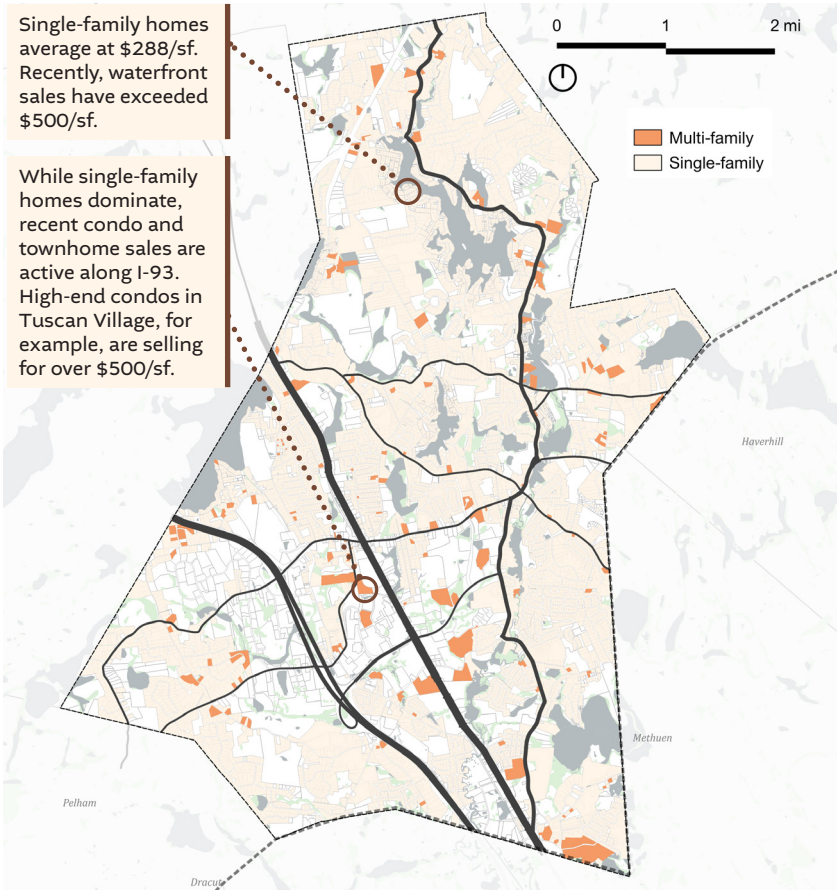 Single-family homes
average at $288/sf.
Recently, waterfront
sales have exceeded
$500/sf.
While single-family
homes dominate,
recent condo and
townhome sales are
active along I-93.
High-end condos in
Tuscan Village, for
example, are selling
for over $500/sf.
0 1 2 mi
Multi-family
Single-family
Haverhill
Methuen
Pelham
Dracut